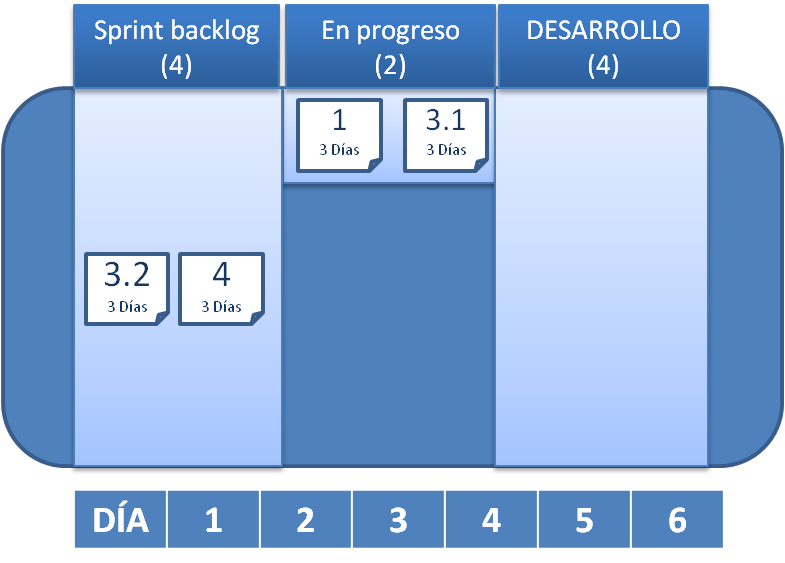 Sprint backlog
(4)
En progreso
(2)
DESARROLLO
(4)
1
3 Días
3.1
3 Días
3.2
3 Días
4
3 Días
DÍA 1 2 3 4 5 6